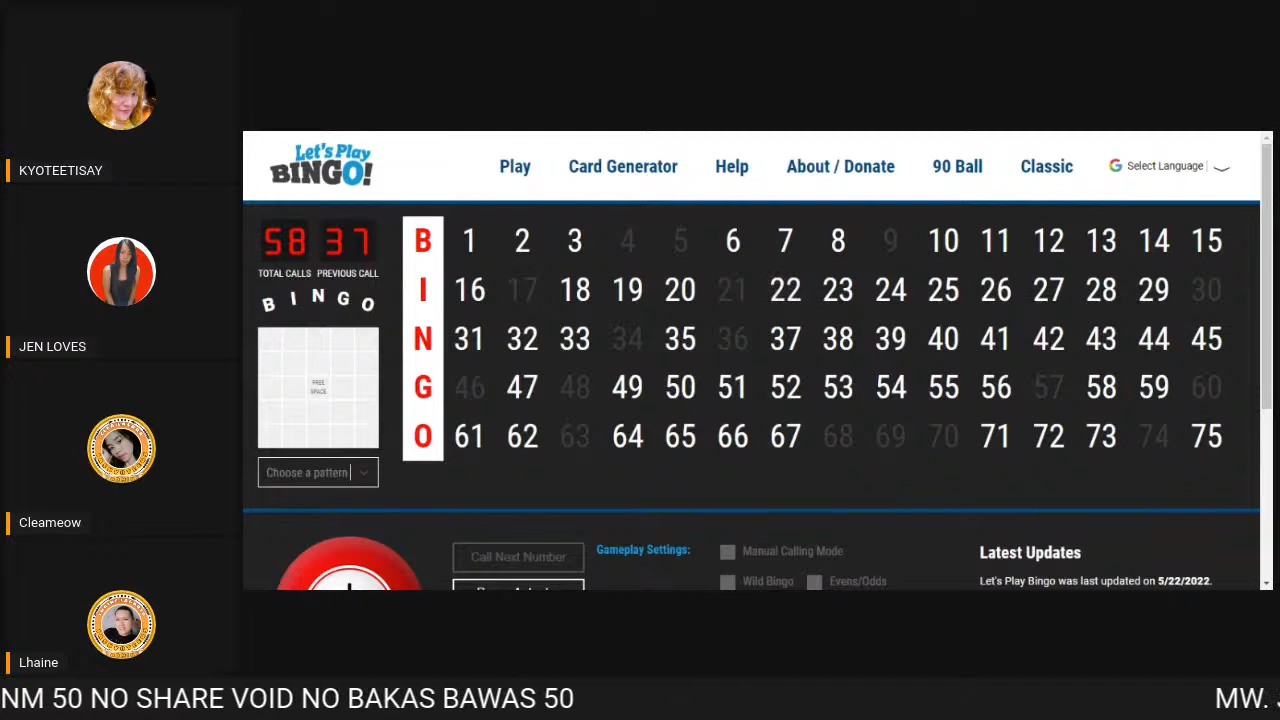 KYOTEETISAY
JEN LOVES
Cleameow
Lhaine
Let's Play
BINGO!
Play Card Generator Help About / Donate 90 Ball Classic Select Language
58 37
TOTAL CALLS PREVIOUS CALL
B I N G O
FREE
SPACE
Choose a pattern
B 1 2 3 4 5 6 7 8 9 10 11 12 13 14 15
I 16 17 18 19 20 21 22 23 24 25 26 27 28 29 30
N 31 32 33 34 35 36 37 38 39 40 41 42 43 44 45
G 46 47 48 49 50 51 52 53 54 55 56 57 58 59 60
O 61 62 63 64 65 66 67 68 69 70 71 72 73 74 75
Call Next Number
Gameplay Settings:
Manual Calling Mode
Wild Bingo Evens/Odds
Latest Updates
Let's Play Bingo was last updated on 5/22/2022.
NM 50 NO SHARE VOID NO BAKAS BAWAS 50 MW.